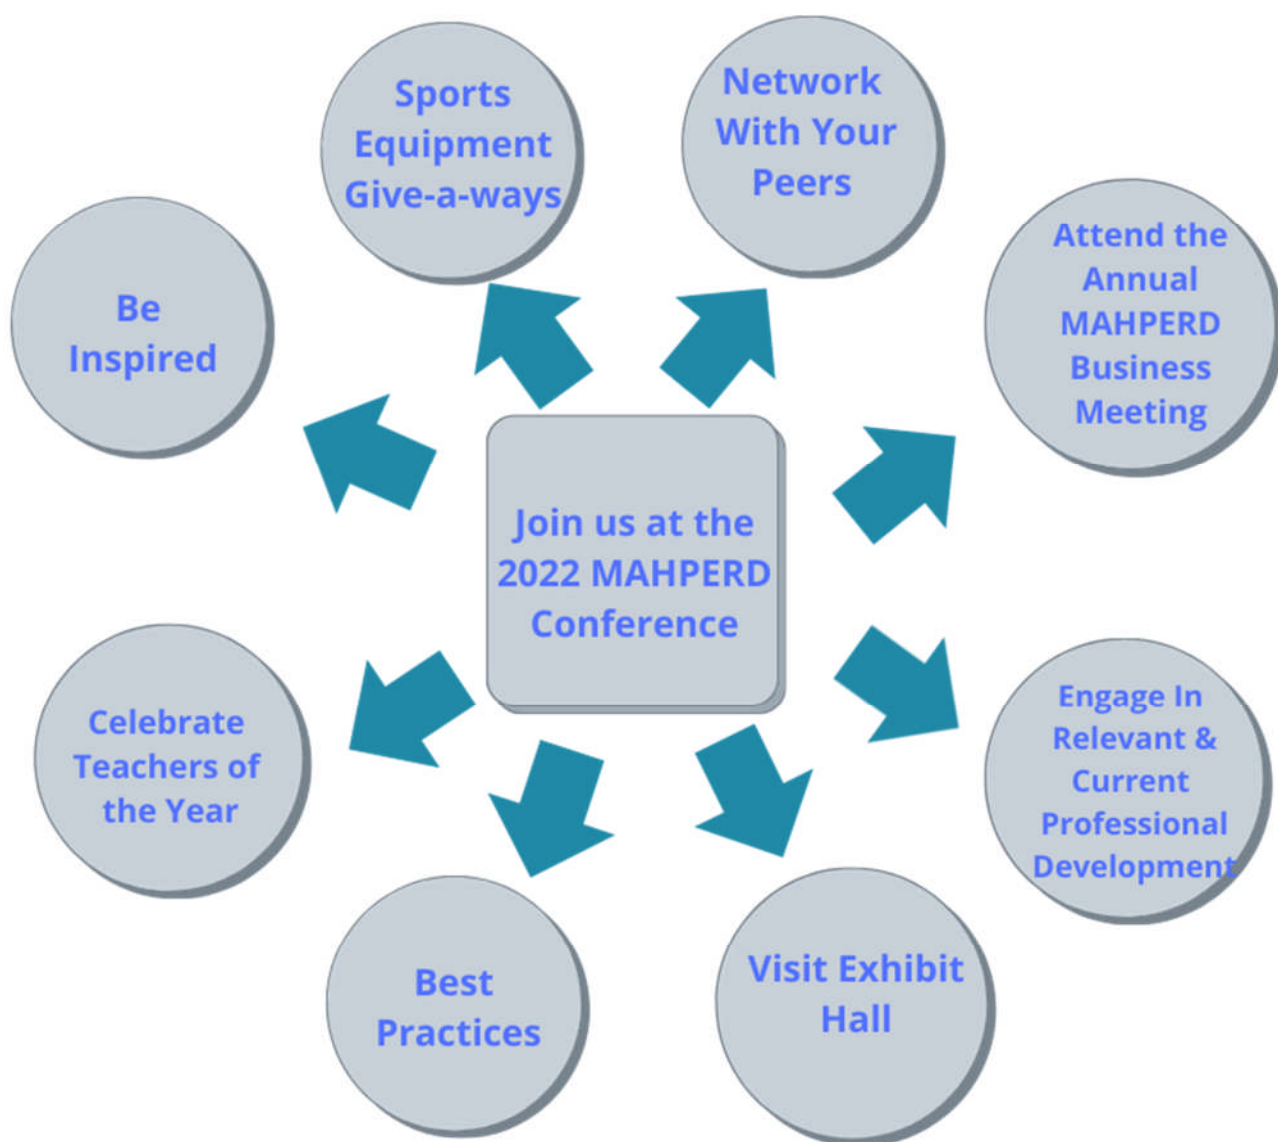 Sports
Equipment
Give-a-ways
Network
With Your
Peers
Attend the
Annual
MAHPERD
Business
Meeting
Be
Inspired
Join us at the
2022 MAHPERD
Conference
Engage In
Relevant &
Current
Professional
Development
Celebrate
Teachers of
the Year
Best
Practices
Visit Exhibit
Hall